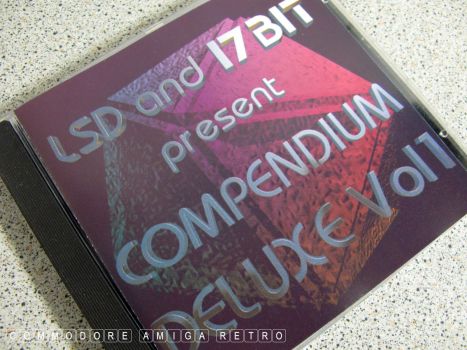 LSD and 17BIT
present
COMPENDIUM
DELUXE Vol1
COMMODORE AMIGA RETRO